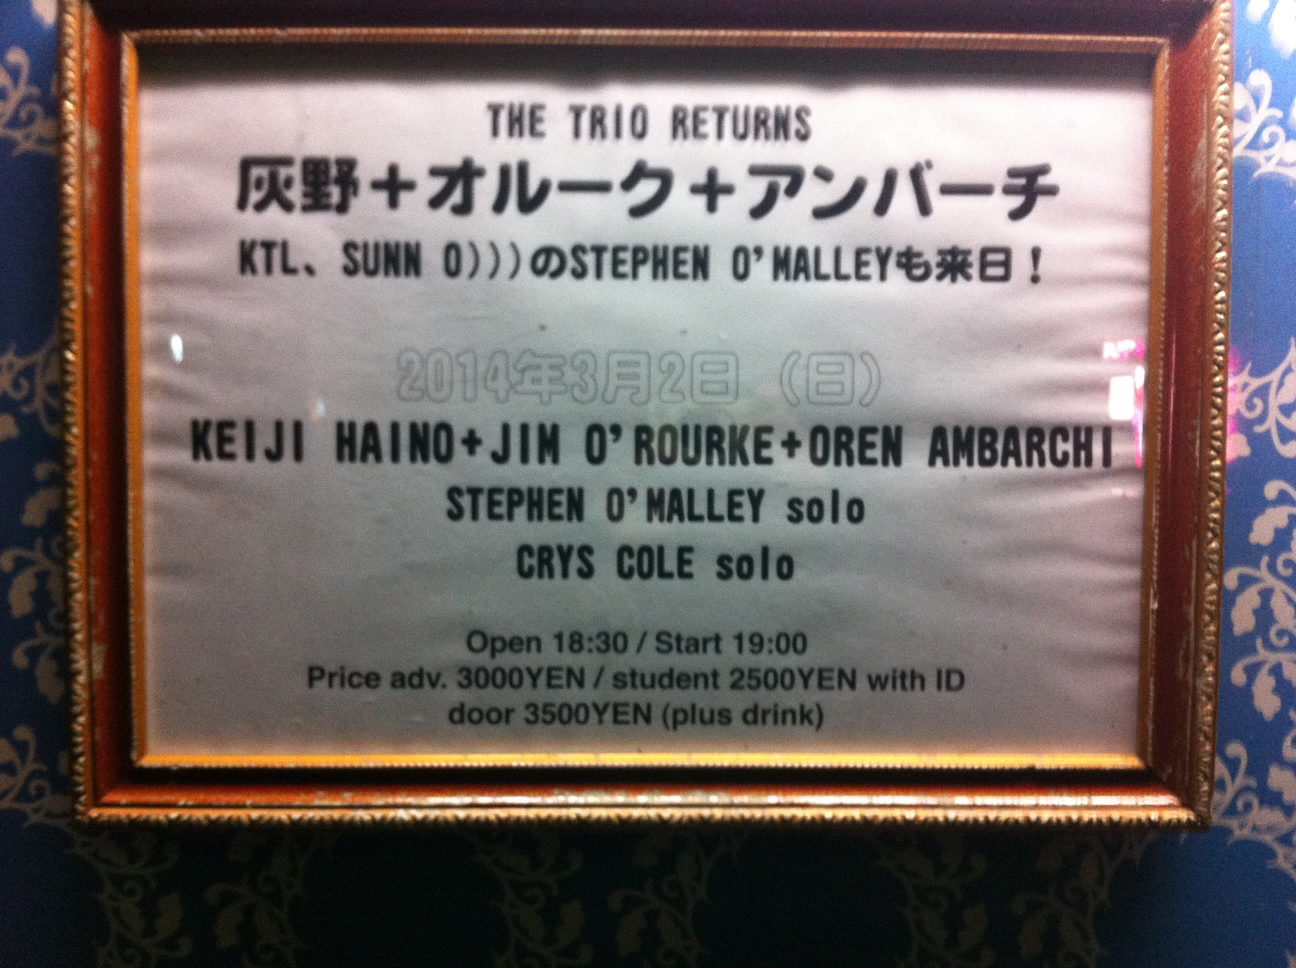 THE TRIO RETURNS
灰野＋オルーク＋アンバーチ
KTL、SUNN O)))のSTEPHEN O'MALLEYも来日！
2014年3月2日（日）
KEIJI HAINO+JIM O'ROURKE+OREN AMBARCHI
STEPHEN O'MALLEY solo
CRYS COLE solo
Open 18:30 / Start 19:00
Price adv. 3000YEN / student 2500YEN with ID
door 3500YEN (plus drink)